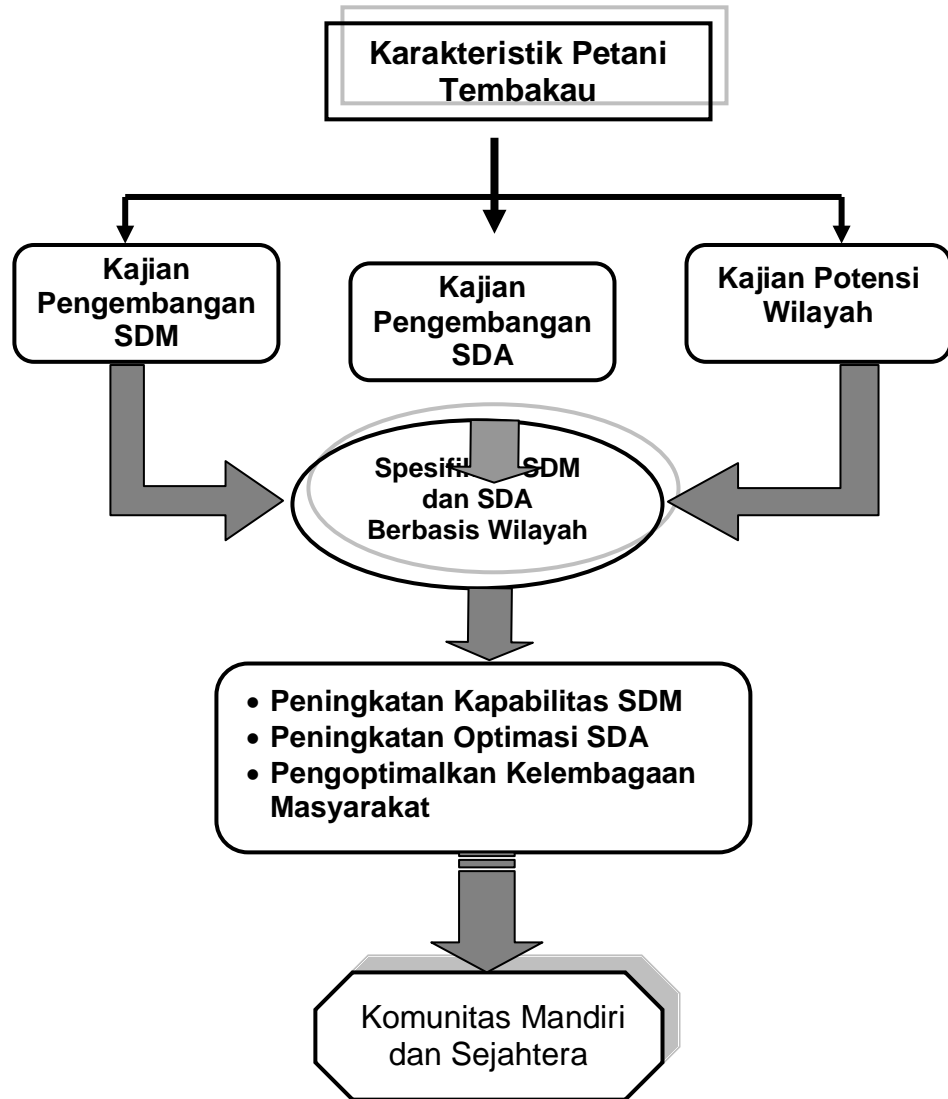 Karakteristik Petani
Tembakau
Kajian
Pengembangan
SDM
Kajian
Pengembangan
SDA
Kajian Potensi
Wilayah
SDM
dan SDA
Berbasis Wilayah
• Peningkatan Kapabilitas SDM
• Peningkatan Optimasi SDA
• Pengoptimalkan Kelembagaan
Masyarakat
Komunitas Mandiri
dan Sejahtera